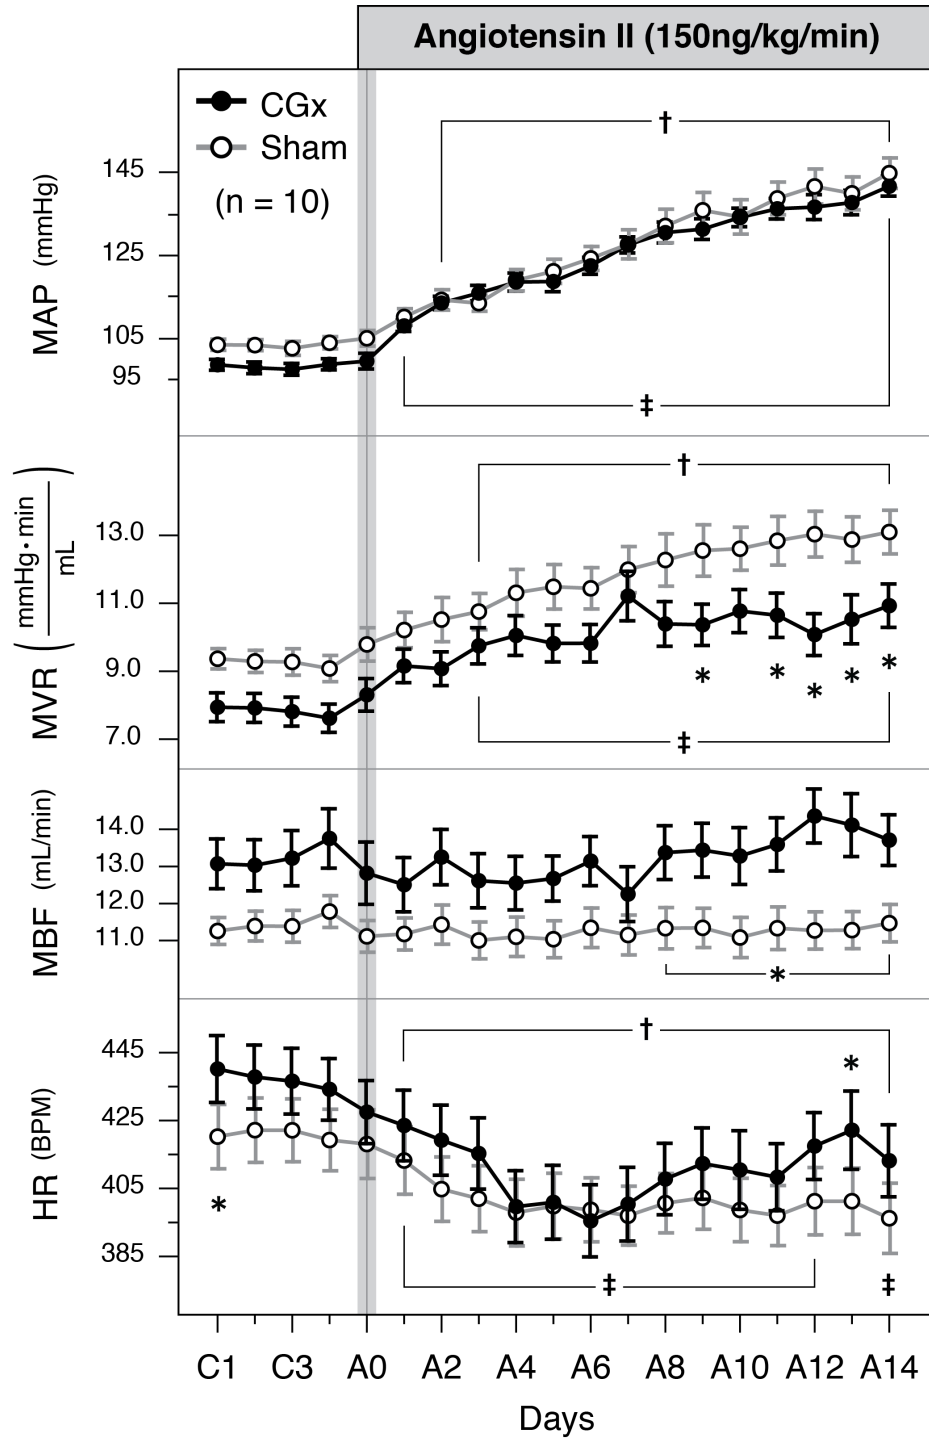 Angiotensin II (150ng/kg/min)
CGx
Sham
(n = 10)
†
MAP (mmHg)
145
125
105
95
‡
†
MVR (mmHg•min
mL)
13.0
11.0
9.0
7.0
* * * * *
‡
MBF (mL/min)
14.0
13.0
12.0
11.0
*
†
HR (BPM)
445
425
405
385
*
*
‡ ‡
C1 C3 A0 A2 A4 A6 A8 A10 A12 A14
Days